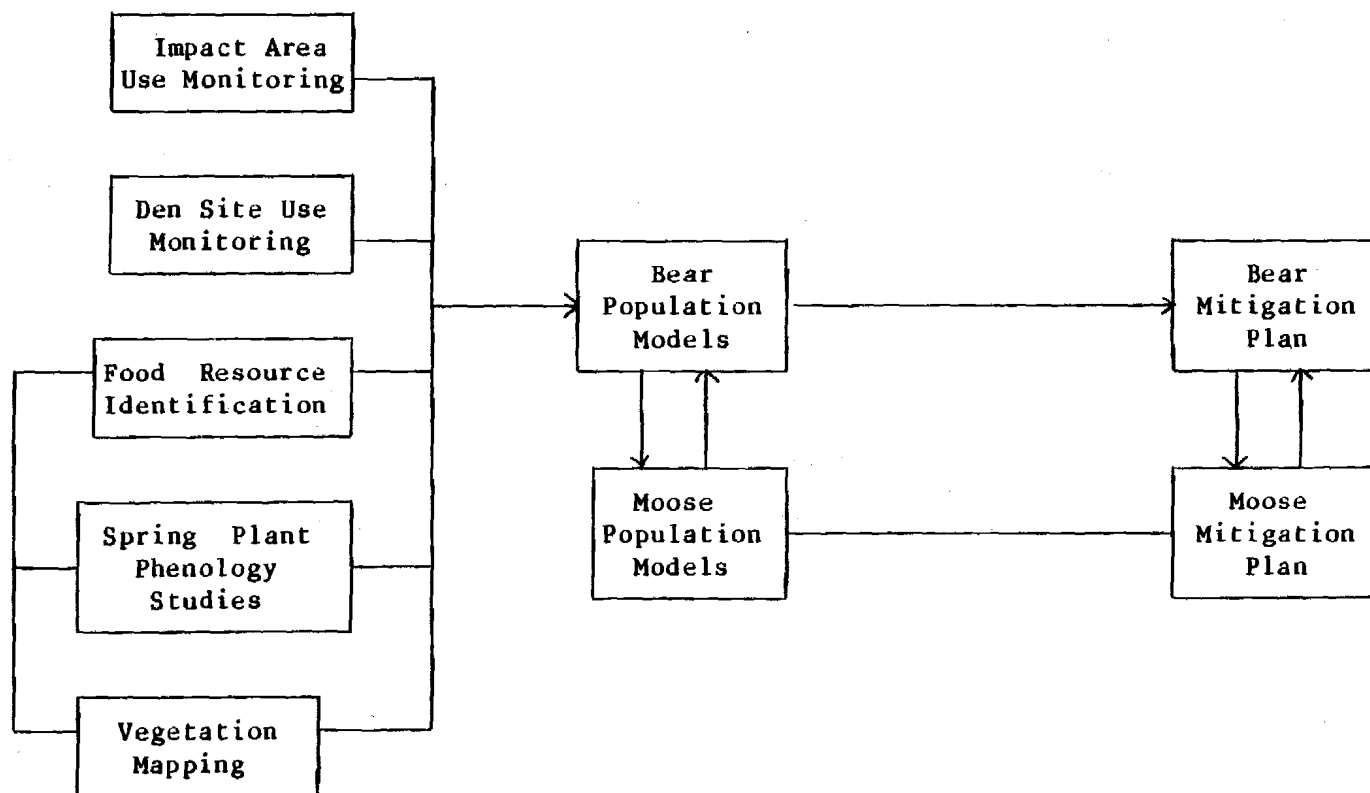 Impact Area
Use Monitoring
Den Site Use
Monitoring
Food Resource
Identification
Spring Plant
Phenology
Studies
Vegetation
Mapping
Bear
Population
Models
Moose
Population
Models
Bear
Mitigation
Plan
Moose
Mitigation
Plan